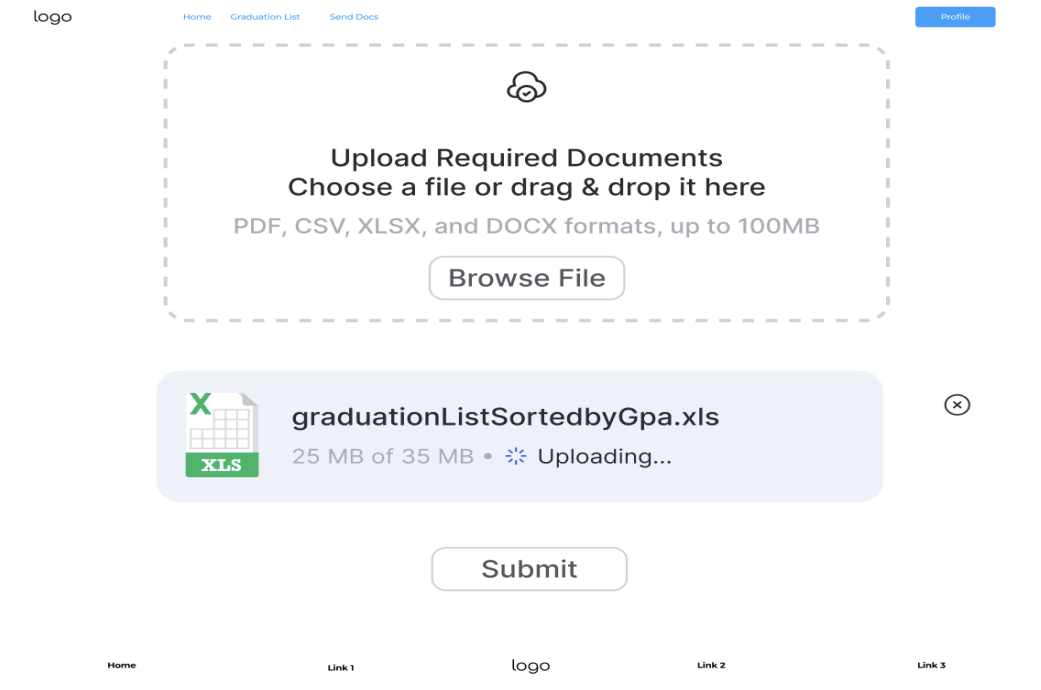 logo
Home
Graduation List
Send Docs
Profile
Upload Required Documents
Choose a file or drag & drop it here
PDF, CSV, XLSX, and DOCX formats, up to 100MB
Browse File
X
XLS
graduationListSortedbyGpa.xls
25 MB of 35 MB • Uploading...
Submit
Home
Link 1
logo
Link 2
Link 3